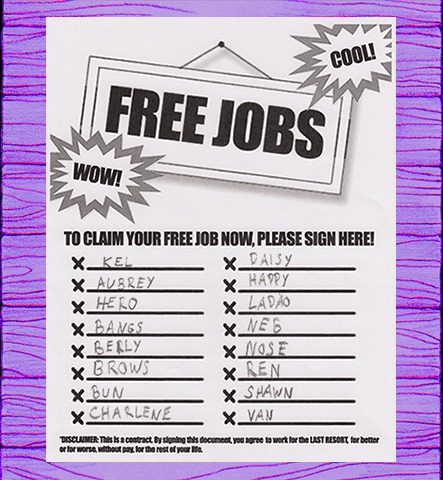 COOL!
FREE JOBS
WOW!
TO CLAIM YOUR FREE JOB NOW, PLEASE SIGN HERE!
X KEL
X AUBREY
X HERO
X BANGS
X BERLY
X BROWS
X BUN
X CHARLENE
X DAISY
X HAPPY
X LADAO
X NEB
X NOSE
X REN
X SHAWN
X VAN
*DISCLAIMER: This is a contract. By signing this document, you agree to work for the LAST RESORT, for better
or for worse, without pay, for the rest of your life.